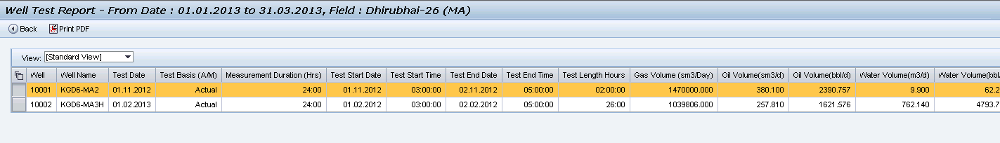 Well Test Report - From Date : 01.01.2013 to 31.03.2013, Field : Dhirubhai-26 (MA)
Back Print PDF
View: [Standard View]
Well Well Name Test Date Test Basis (A/M) Measurement Duration (Hrs) Test Start Date Test Start Time Test End Date Test End Time Test Length Hours Gas Volume (sm3/Day) Oil Volume(sm3/d) Oil Volume(bbl/d) Water Volume(m3/d) Water Volume(bbl
10001 KGD6-MA2 01.11.2012 Actual 24:00 01.11.2012 03:00:00 02.11.2012 05:00:00 02:00:00 1470000.000 380.100 2390.757 9.900 62.2
10002 KGD6-MA3H 01.02.2013 Actual 24:00 01.02.2012 03:00:00 02.02.2012 05:00:00 26:00 1039806.000 257.810 1621.576 762.140 4793.7